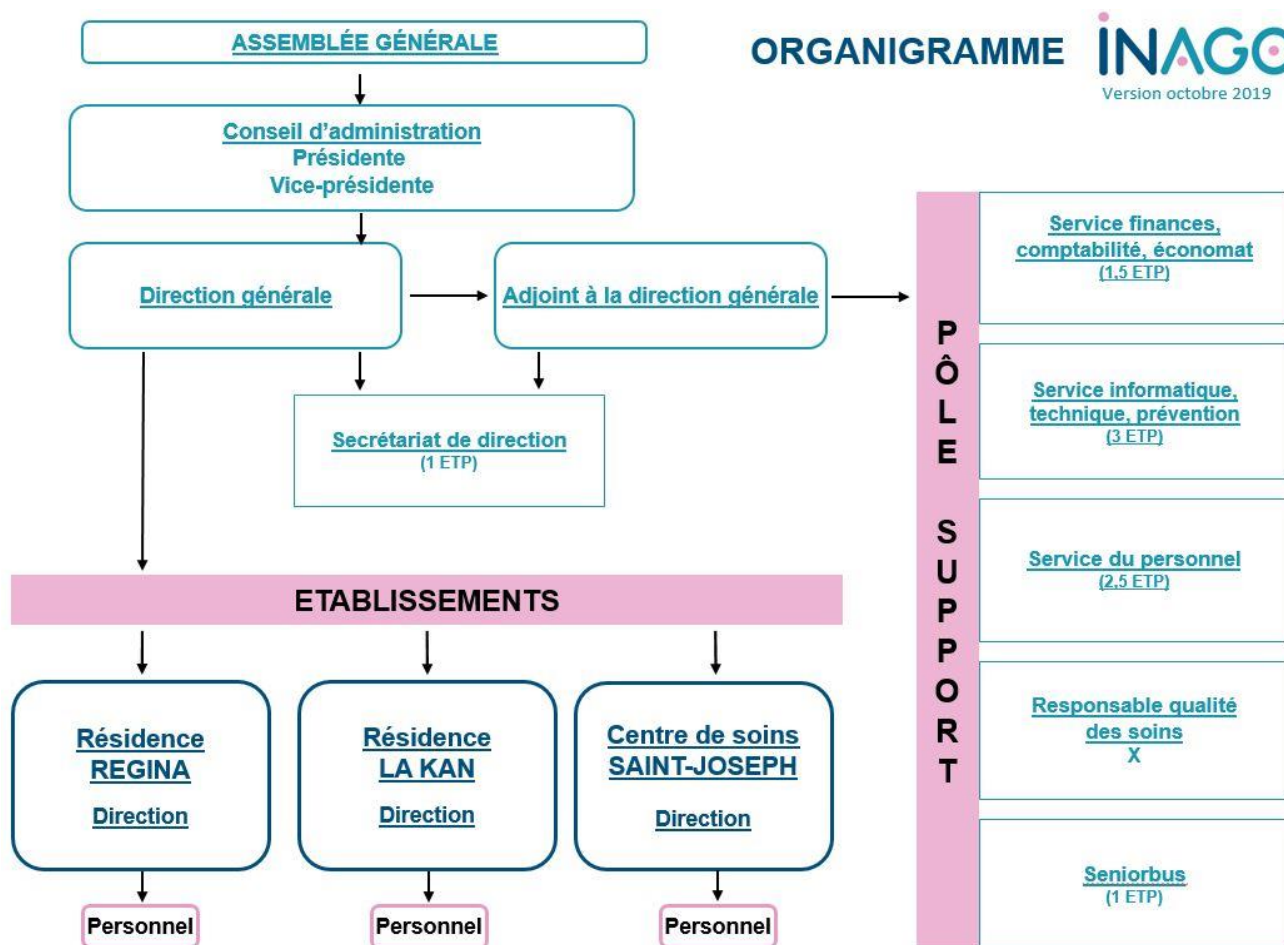 ASSEMBLÉE GÉNÉRALE
ORGANIGRAMME
INAGO
Version octobre 2019
Conseil d'administration
Présidente
Vice-présidente
Direction générale
Adjoint à la direction générale
Secrétariat de direction
(1 ETP)
ETABLISSEMENTS
Résidence
REGINA
Direction
Personnel
Résidence
LA KAN
Direction
Personnel
Centre de soins
SAINT-JOSEPH
Direction
Personnel
PÔLE SUPPORT
Service finances,
comptabilité, économat
(1,5 ETP)
Service informatique,
technique, prévention
(3 ETP)
Service du personnel
(2,5 ETP)
Responsable qualité
des soins
X
Seniorbus
(1 ETP)